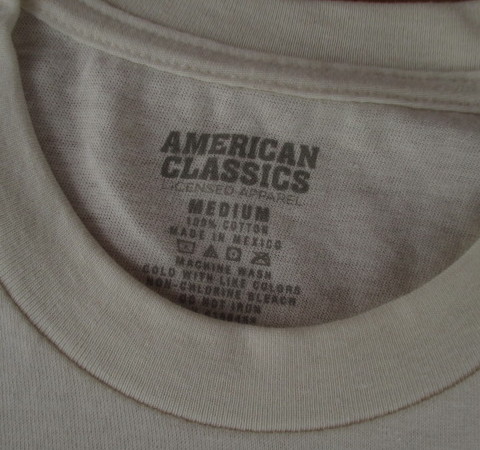 AMERICAN
CLASSICS
LICENSED APPAREL
MEDIUM
100% COTTON
MADE IN MEXICO
MACHINE WASH
COLD WITH LIKE COLORS
NON-CHLORINE BLEACH
DO NOT IRON